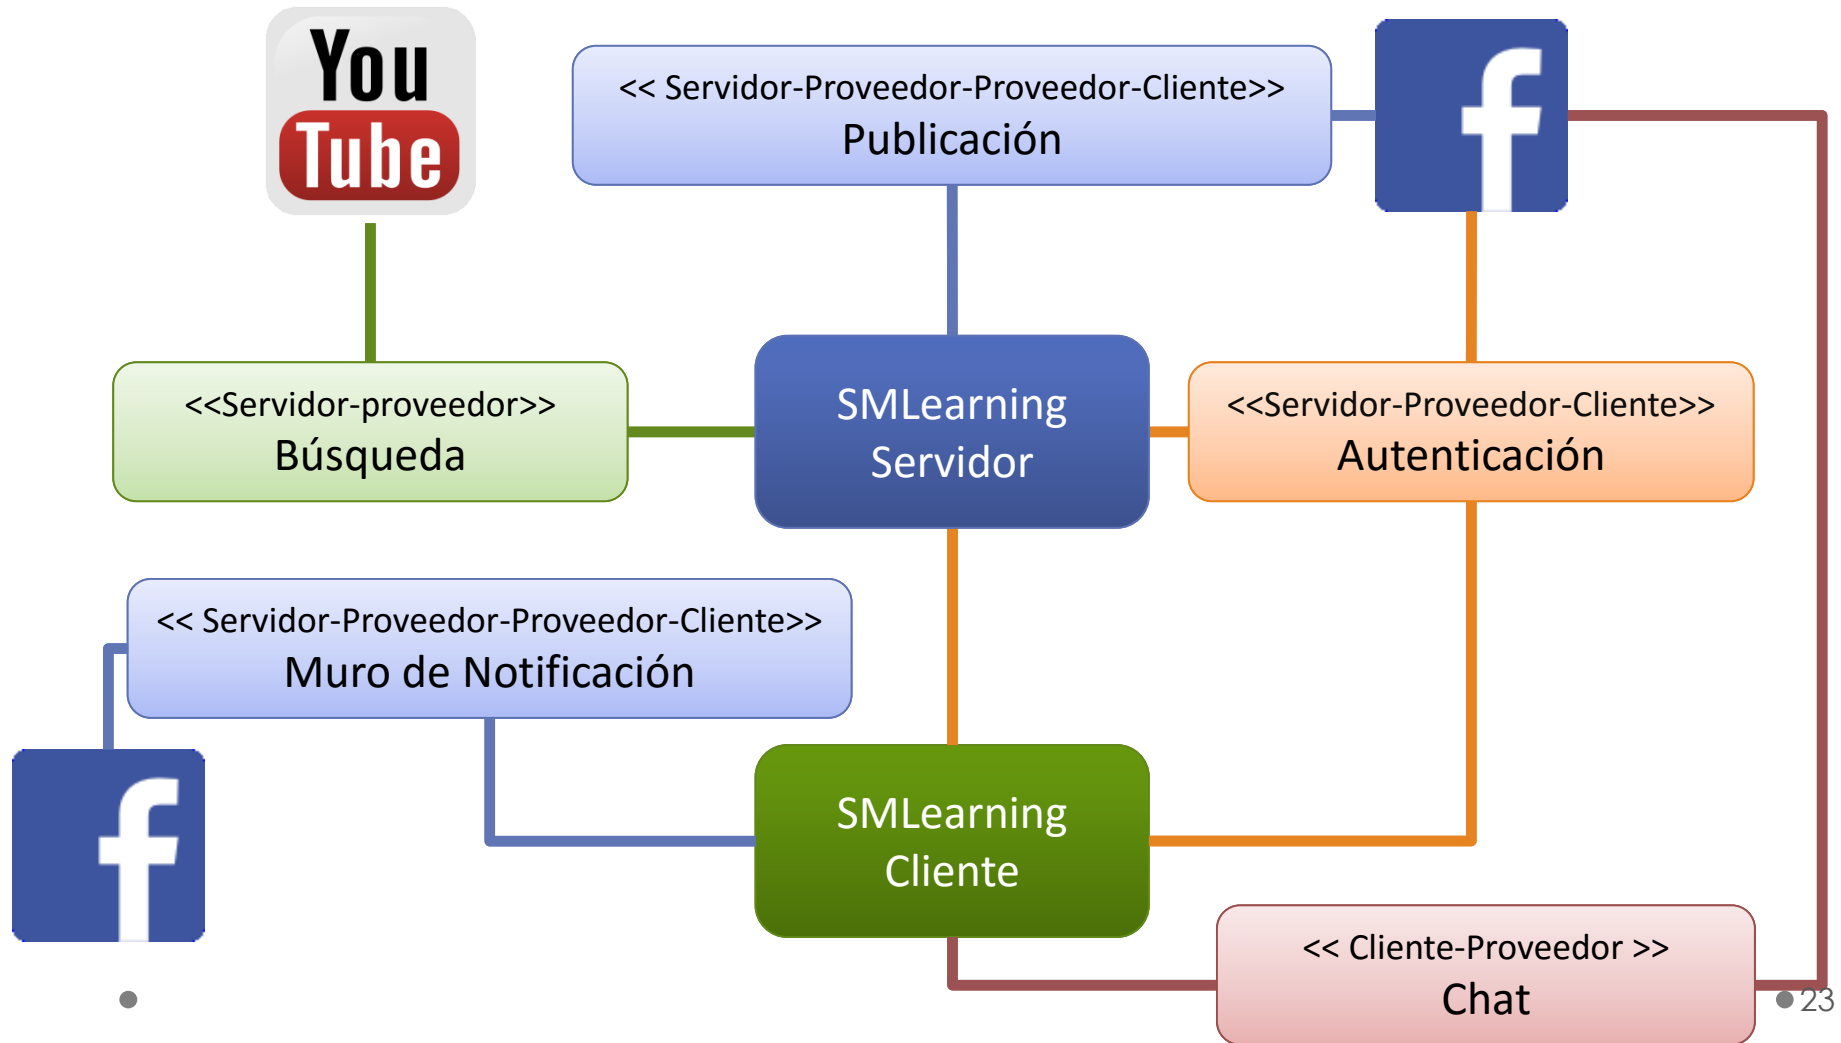 You
Tube
<< Servidor-Proveedor-Proveedor-Cliente>>
Publicación
f
<<Servidor-proveedor>>
Búsqueda
SMLearning
Servidor
<<Servidor-Proveedor-Cliente>>
Autenticación
<< Servidor-Proveedor-Proveedor-Cliente>>
Muro de Notificación
f
SMLearning
Cliente
<< Cliente-Proveedor >>
Chat
23